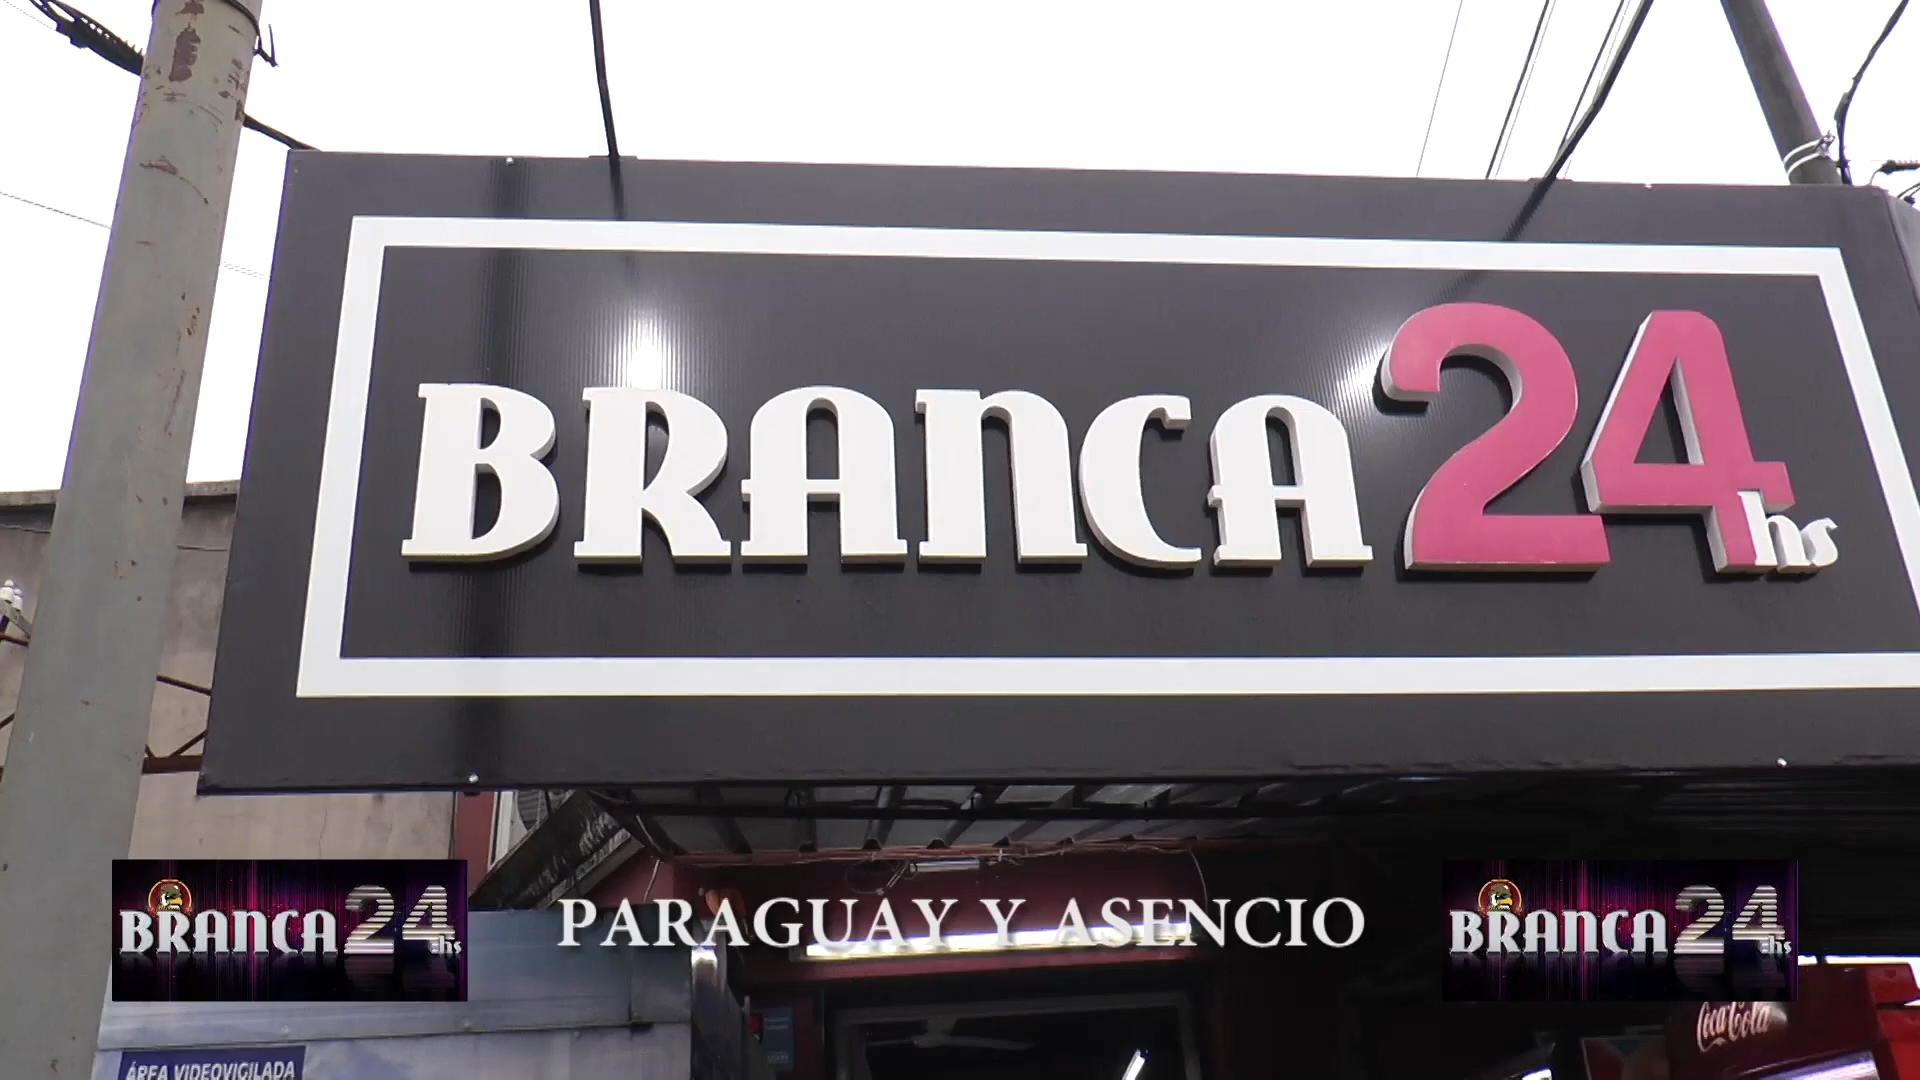 BRANCA 24 hs
BRANCA 24 hs
PARAGUAY Y ASENCIO
BRANCA 24 hs
Coca-Cola
ÁREA VIDEOVIGILADA